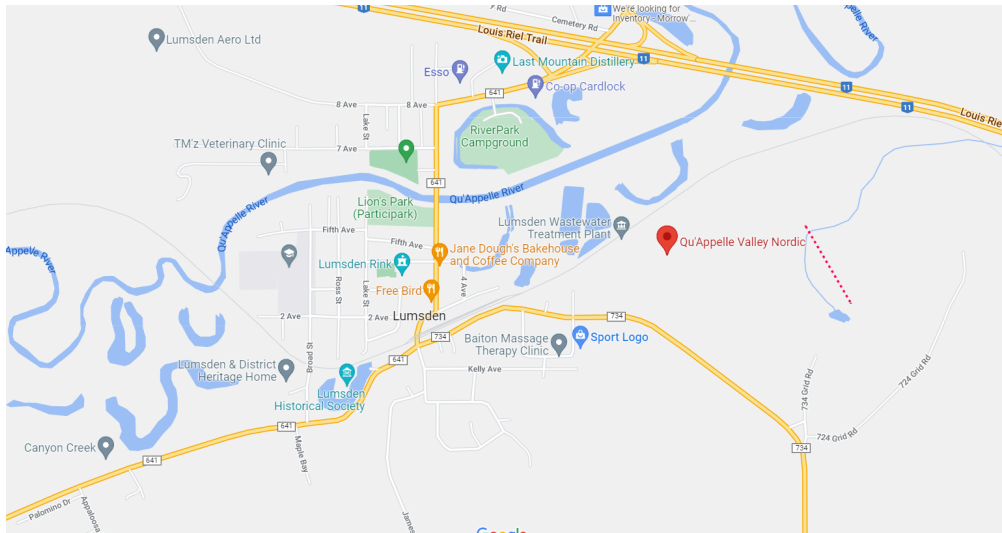 We're looking for
Inventory - Morrow'...
y Rd
Cemetery Rd
Louis Riel Trail
Appelle River
Lumsden Aero Ltd
Last Mountain Distillery
Esso
11
641
Co-op Cardlock
11
11
8 Ave
8 Ave
Lake St
Louis Rie
RiverPark
Campground
TM'z Veterinary Clinic
7 Ave
641
Qu'Appelle River
Lion's Park
(Participark)
Qu'Appelle River
Lumsden Wastewater
Treatment Plant
Fifth Ave
Fifth Ave
Appelle River
Qu'Appelle Valley Nordic
Jane Dough's Bakehouse
and Coffee Company
Lumsden Rink
Ross St
Lake St
4 Ave
Free Bird
2 Ave
2 Ave
Lumsden
734
734
Baiton Massage
Therapy Clinic
Sport Logo
Broad St
641
Lumsden & District
Heritage Home
Kelly Ave
Lumsden
Historical Society
734 Grid Rd
724 Grid Rd
641
724 Grid Rd
734
Canyon Creek
641
Maple Bay
Palomino Dr
Appaloosa
James
Google